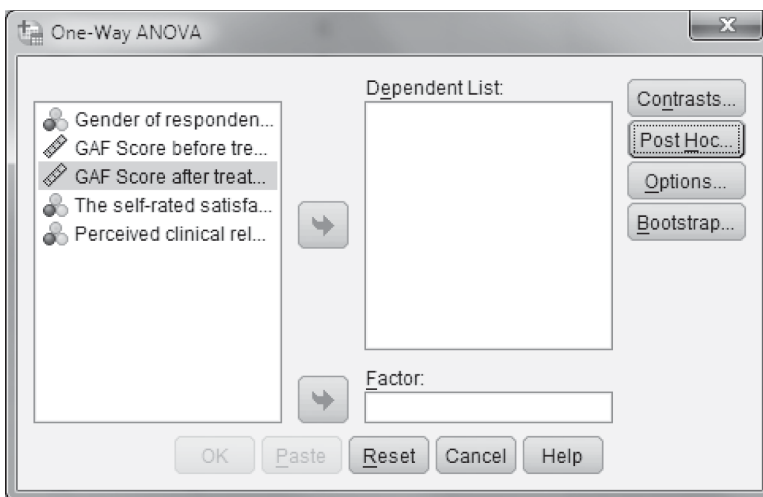 One-Way ANOVA
X
Gender of responden...
GAF Score before tre...
GAF Score after treat...
The self-rated satisfa...
Perceived clinical rel...
Dependent List:
Factor:
Contrasts...
Post Hoc...
Options...
Bootstrap...
OK Paste Reset Cancel Help